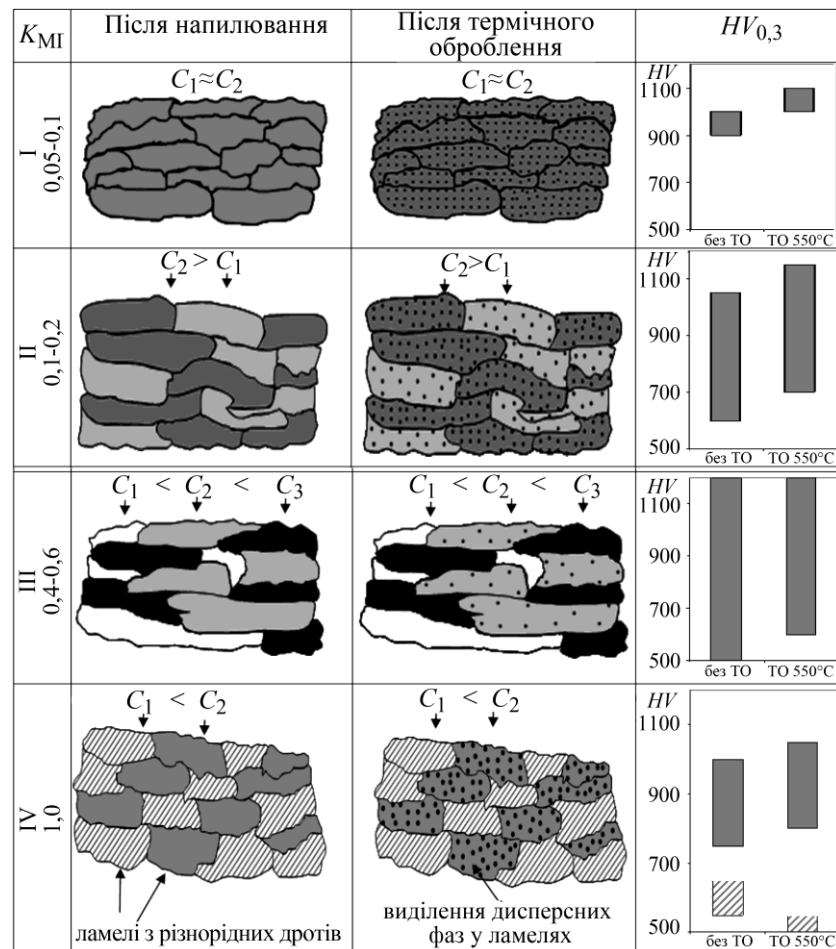 K_MI
Після напилювання
Після термічного
оброблення
HV_0,3
I
0,05-0,1
C₁≈C₂
C₁≈C₂
HV
1100
900
700
500
без ТО
ТО 550°C
II
0,1-0,2
C₂ > C₁
C₂>C₁
HV
1100
900
700
500
без ТО
ТО 550°C
III
0,4-0,6
C₁ < C₂ < C₃
C₁ < C₂ < C₃
HV
1100
900
700
500
без ТО
ТО 550°C
IV
1,0
C₁ < C₂
C₁ < C₂
HV
1100
900
700
500
без ТО
ТО 550°C
ламелі з різнорідних дротів
виділення дисперсних
фаз у ламелях